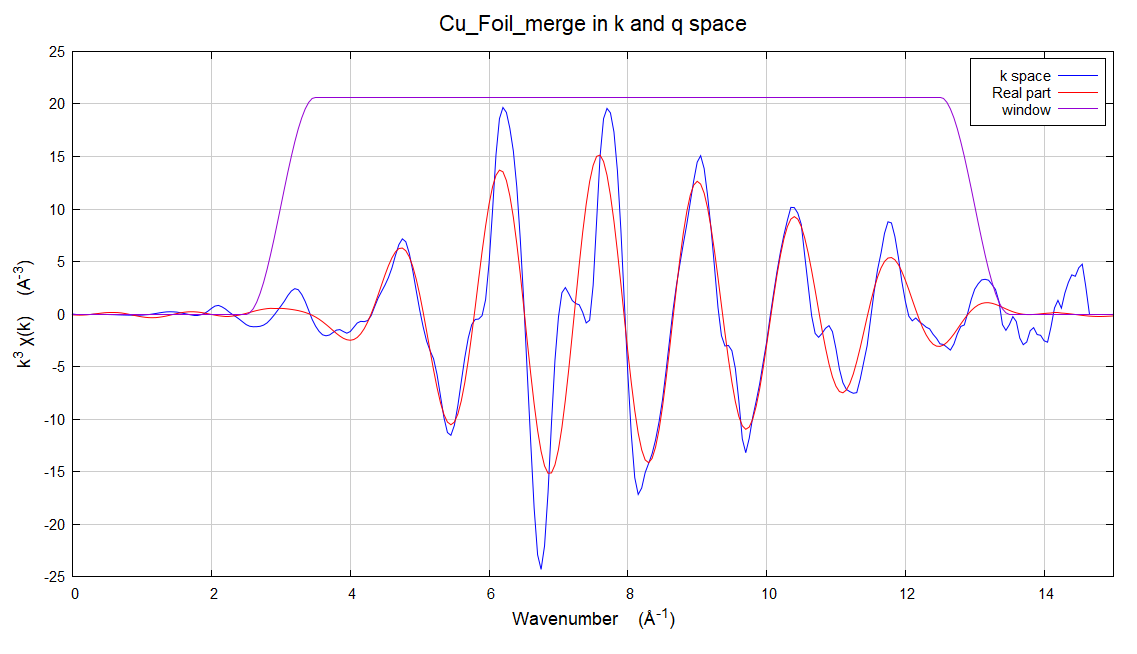 Cu_Foil_merge in k and q space
k space
Real part
window
25
20
15
10
5
0
-5
-10
-15
-20
-25
k³ χ(k) (Å⁻³)
0 2 4 6 8 10 12 14
Wavenumber (Å⁻¹)